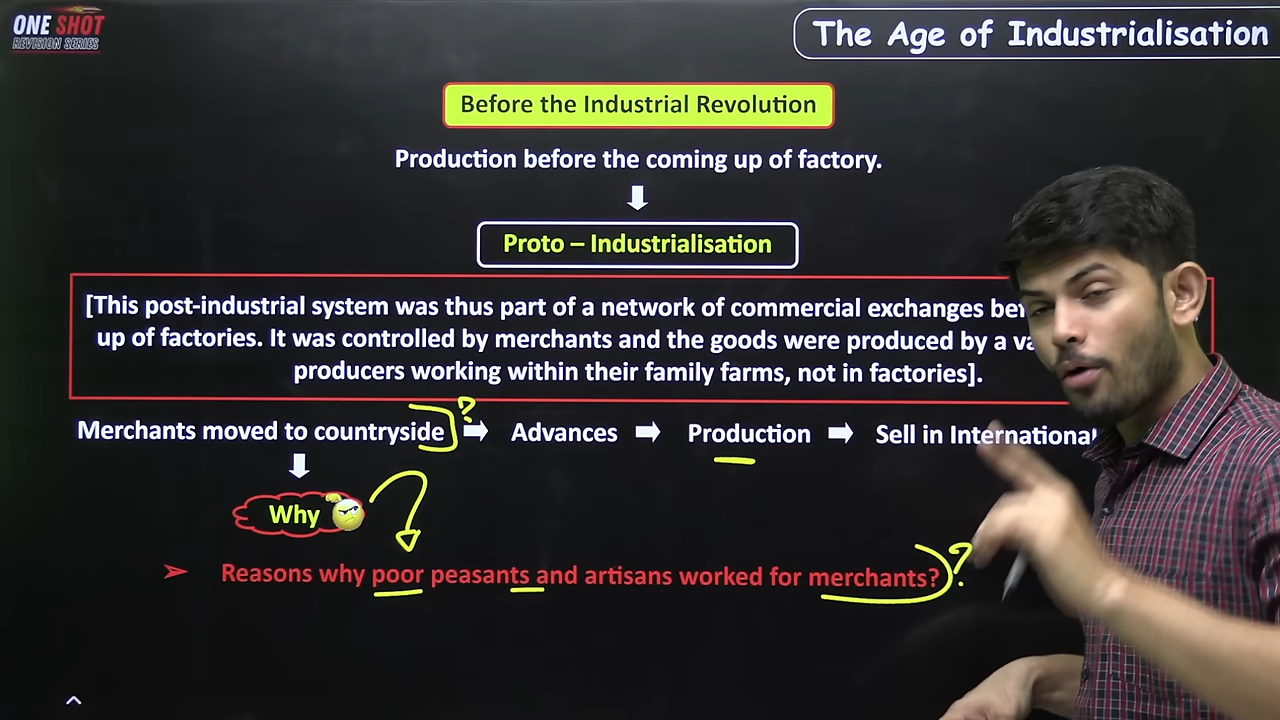 ONE SHOT
REVISION SERIES
The Age of Industrialisation
Before the Industrial Revolution
Production before the coming up of factory.
Proto – Industrialisation
[This post-industrial system was thus part of a network of commercial exchanges
up of factories. It was controlled by merchants and the goods were produced by a
producers working within their family farms, not in factories].
Merchants moved to countryside ? Advances Production Sell in International
Why
Reasons why poor peasants and artisans worked for merchants? ?